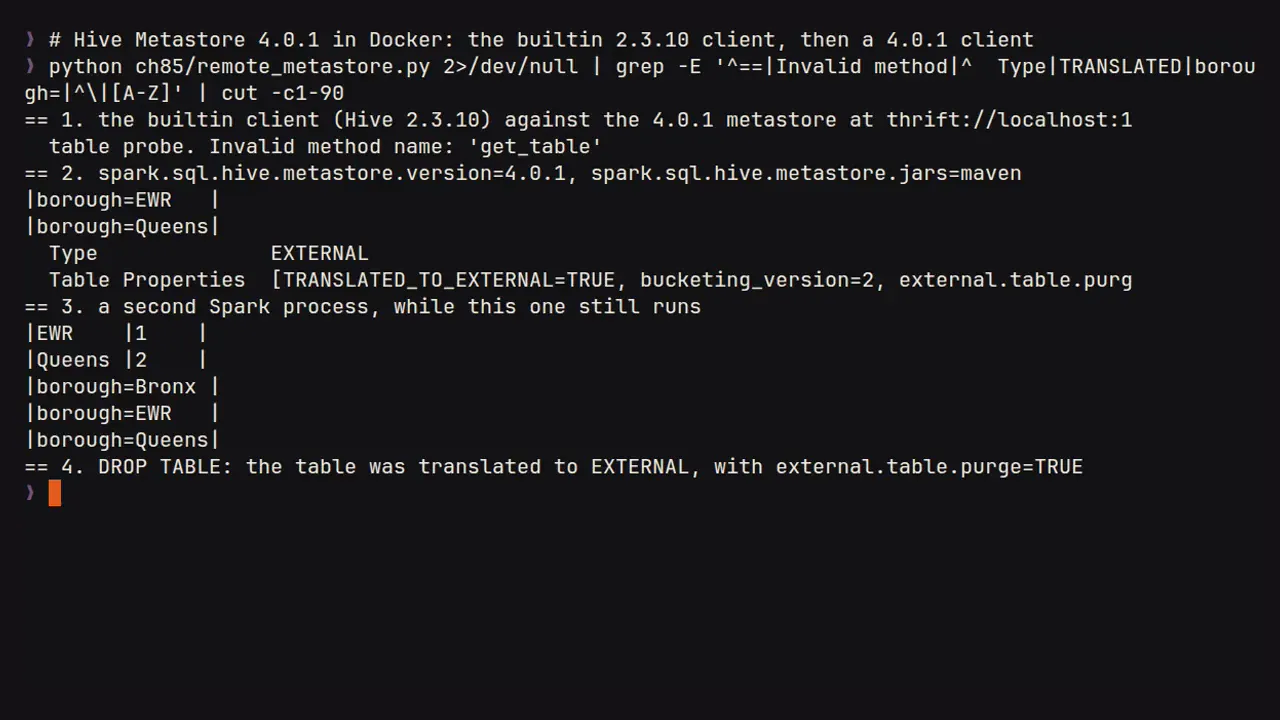 ❯ # Hive Metastore 4.0.1 in Docker: the builtin 2.3.10 client, then a 4.0.1 client
❯ python ch85/remote_metastore.py 2>/dev/null | grep -E '^==|Invalid method|^  Type|TRANSLATED|borou
gh=|^\|[A-Z]' | cut -c1-90
== 1. the builtin client (Hive 2.3.10) against the 4.0.1 metastore at thrift://localhost:1
  table probe. Invalid method name: 'get_table'
== 2. spark.sql.hive.metastore.version=4.0.1, spark.sql.hive.metastore.jars=maven
|borough=EWR   |
|borough=Queens|
  Type              EXTERNAL
  Table Properties  [TRANSLATED_TO_EXTERNAL=TRUE, bucketing_version=2, external.table.purg
== 3. a second Spark process, while this one still runs
|EWR    |1    |
|Queens |2    |
|borough=Bronx |
|borough=EWR   |
|borough=Queens|
== 4. DROP TABLE: the table was translated to EXTERNAL, with external.table.purge=TRUE
❯